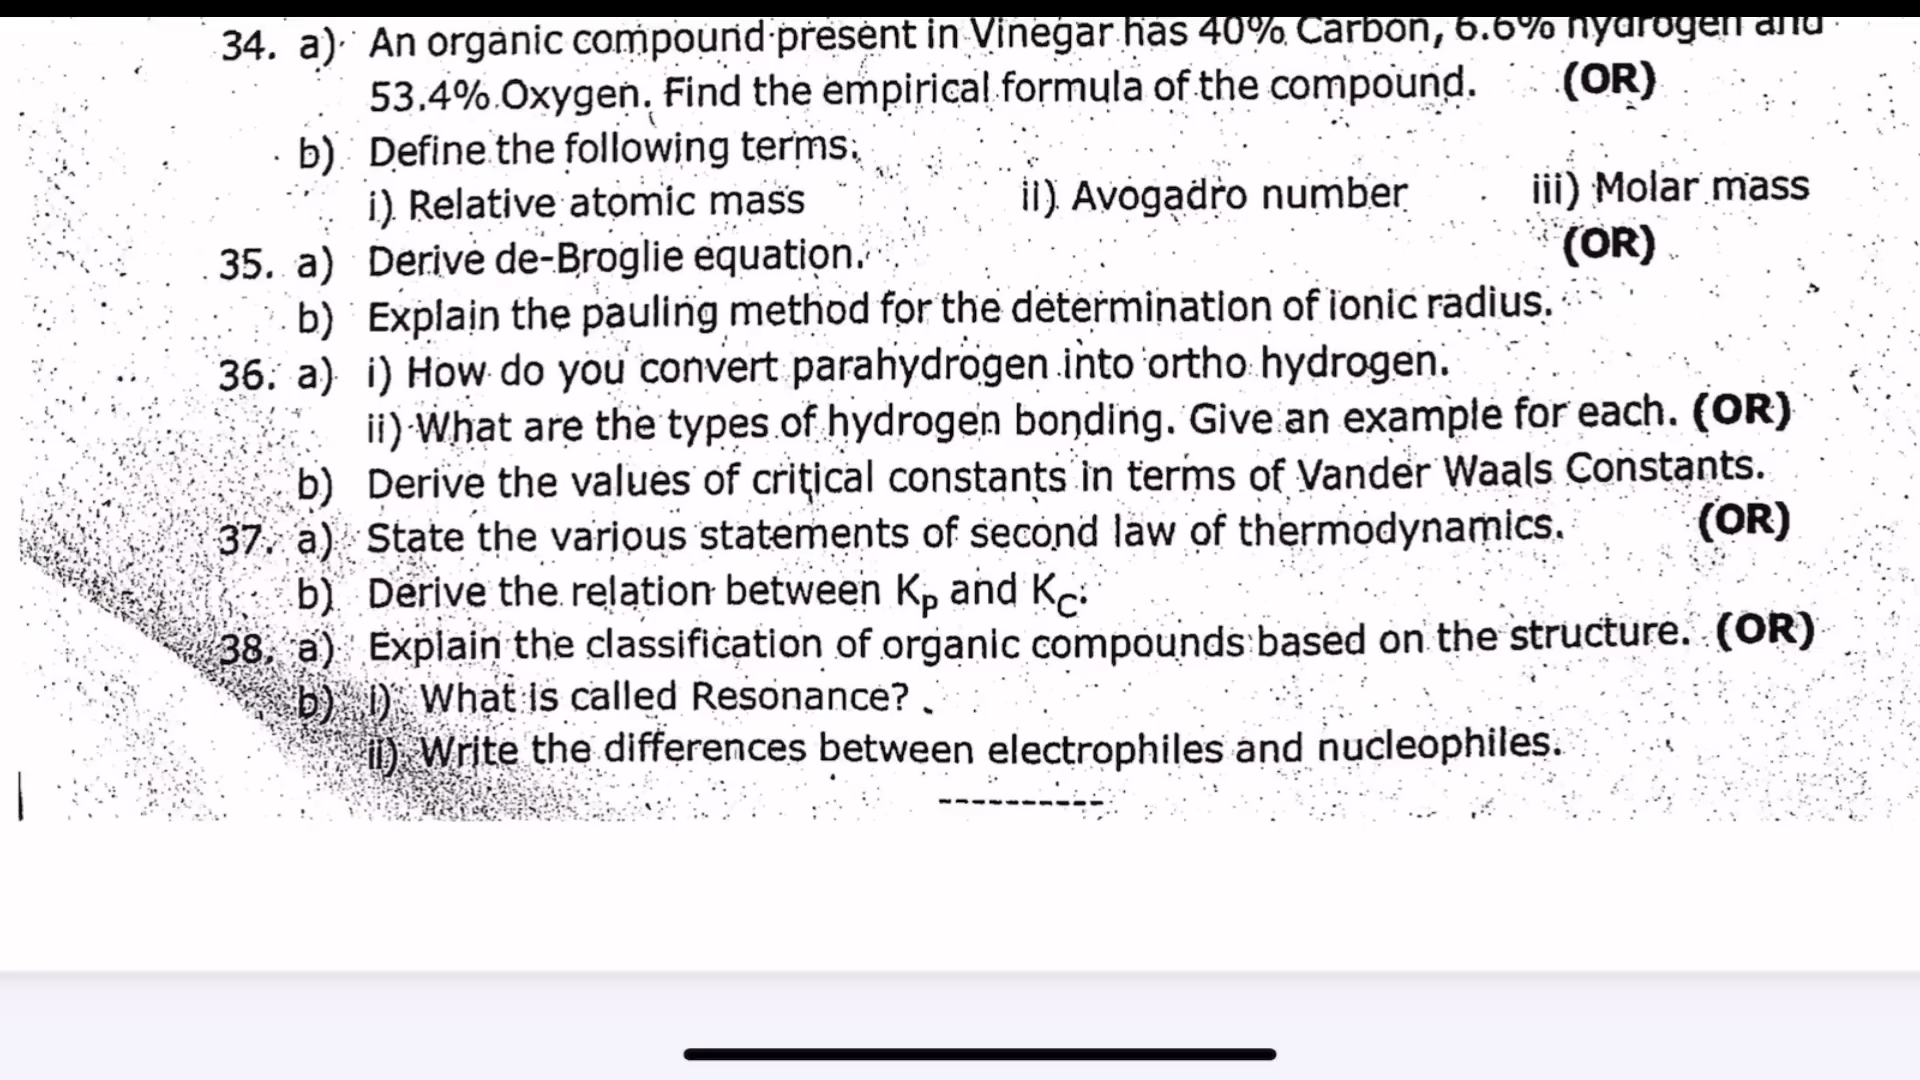 34. a) An organic compound present in Vinegar has 40% Carbon, 6.6% hydrogen and
53.4% Oxygen. Find the empirical formula of the compound. (OR)
b) Define the following terms.
i) Relative atomic mass ii) Avogadro number iii) Molar mass
35. a) Derive de-Broglie equation. (OR)
b) Explain the pauling method for the determination of ionic radius.
36. a) i) How do you convert parahydrogen into ortho hydrogen.
ii) What are the types of hydrogen bonding. Give an example for each. (OR)
b) Derive the values of critical constants in terms of Vander Waals Constants.
37. a) State the various statements of second law of thermodynamics. (OR)
b) Derive the relation between Kp and KC.
38. a) Explain the classification of organic compounds based on the structure. (OR)
b) i) What is called Resonance?
ii) Write the differences between electrophiles and nucleophiles.
----------